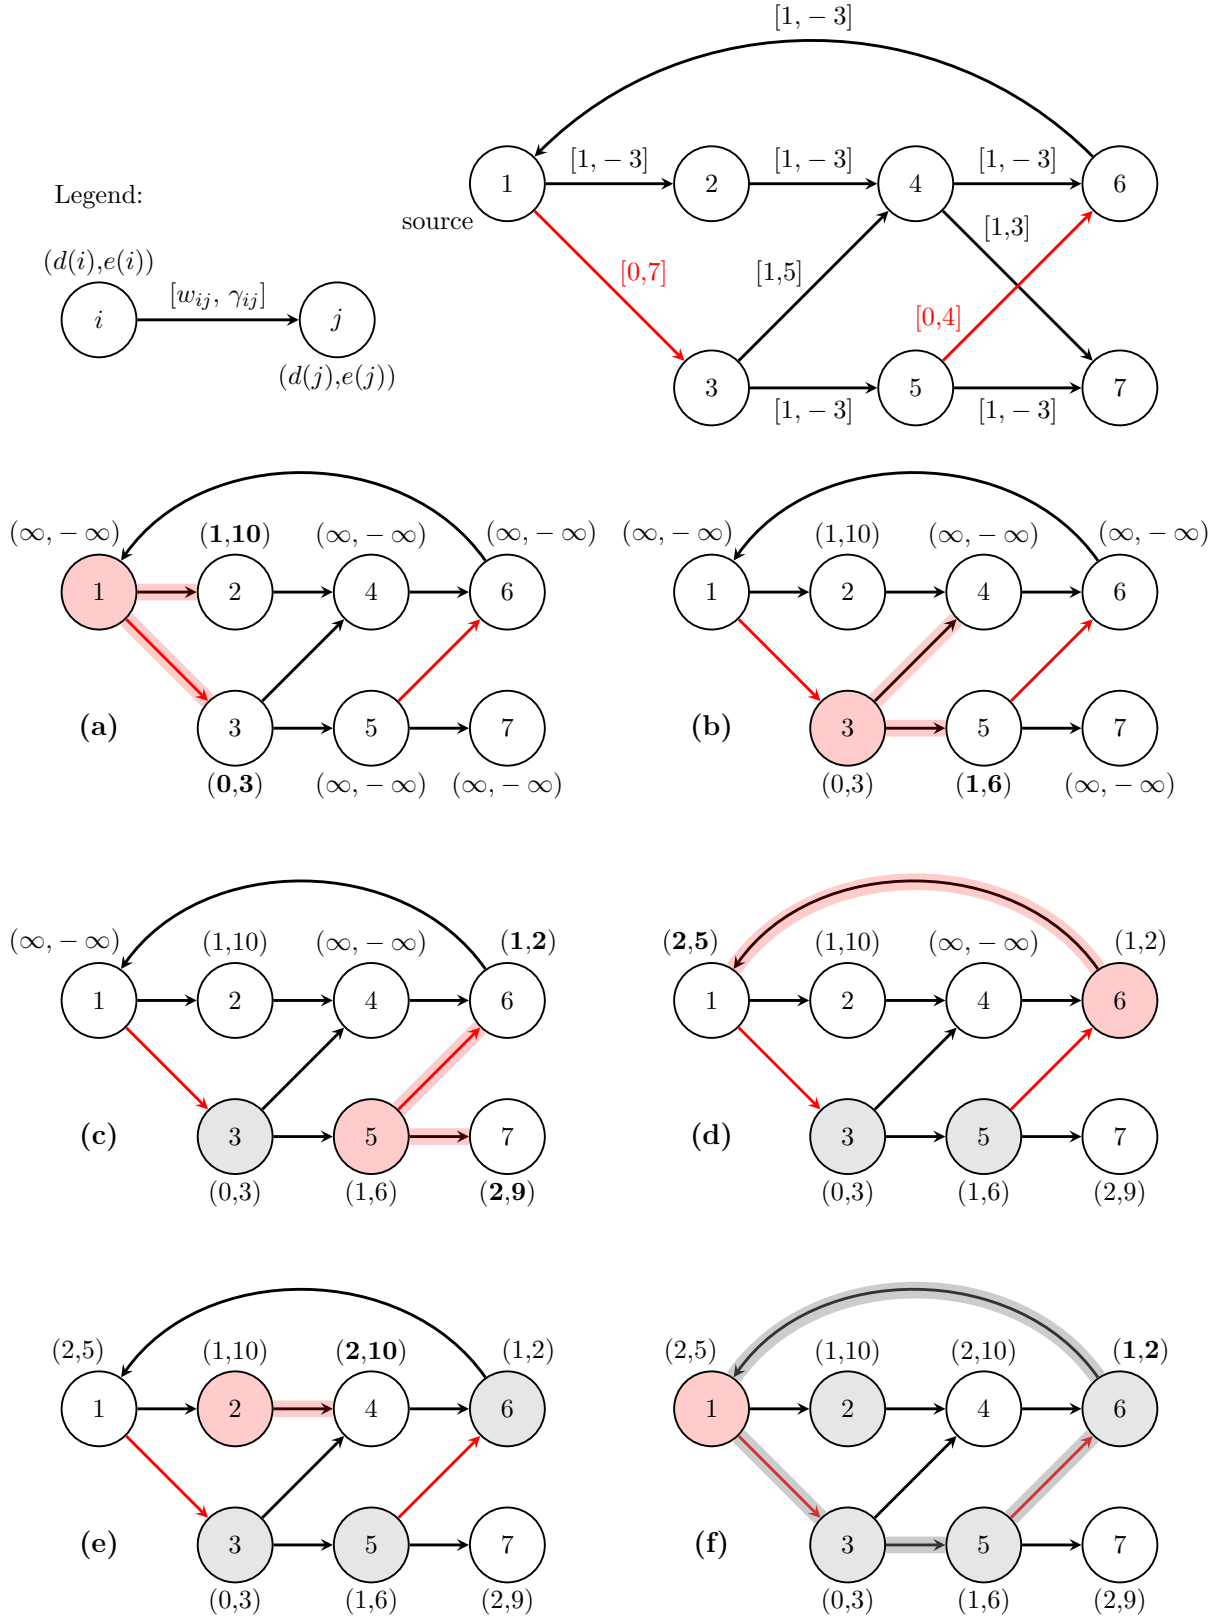 [1, − 3]
[1, − 3] [1, − 3] [1, − 3]
1 2 4 6
Legend:
source
[1,3]
(d(i),e(i))
[w_{ij}, γ_{ij}]
[0,7] [1,5]
i j
[0,4]
(d(j),e(j))
3 5 7
[1, − 3] [1, − 3]
(∞, − ∞) (1,10) (∞, − ∞) (∞, − ∞)
1 2 4 6
(a) 3 5 7
(0,3) (∞, − ∞) (∞, − ∞)
(∞, − ∞) (1,10) (∞, − ∞) (∞, − ∞)
1 2 4 6
(b) 3 5 7
(0,3) (1,6) (∞, − ∞)
(∞, − ∞) (1,10) (∞, − ∞) (1,2)
1 2 4 6
(c) 3 5 7
(0,3) (1,6) (2,9)
(2,5) (1,10) (∞, − ∞) (1,2)
1 2 4 6
(d) 3 5 7
(0,3) (1,6) (2,9)
(2,5) (1,10) (2,10) (1,2)
1 2 4 6
(e) 3 5 7
(0,3) (1,6) (2,9)
(2,5) (1,10) (2,10) (1,2)
1 2 4 6
(f) 3 5 7
(0,3) (1,6) (2,9)